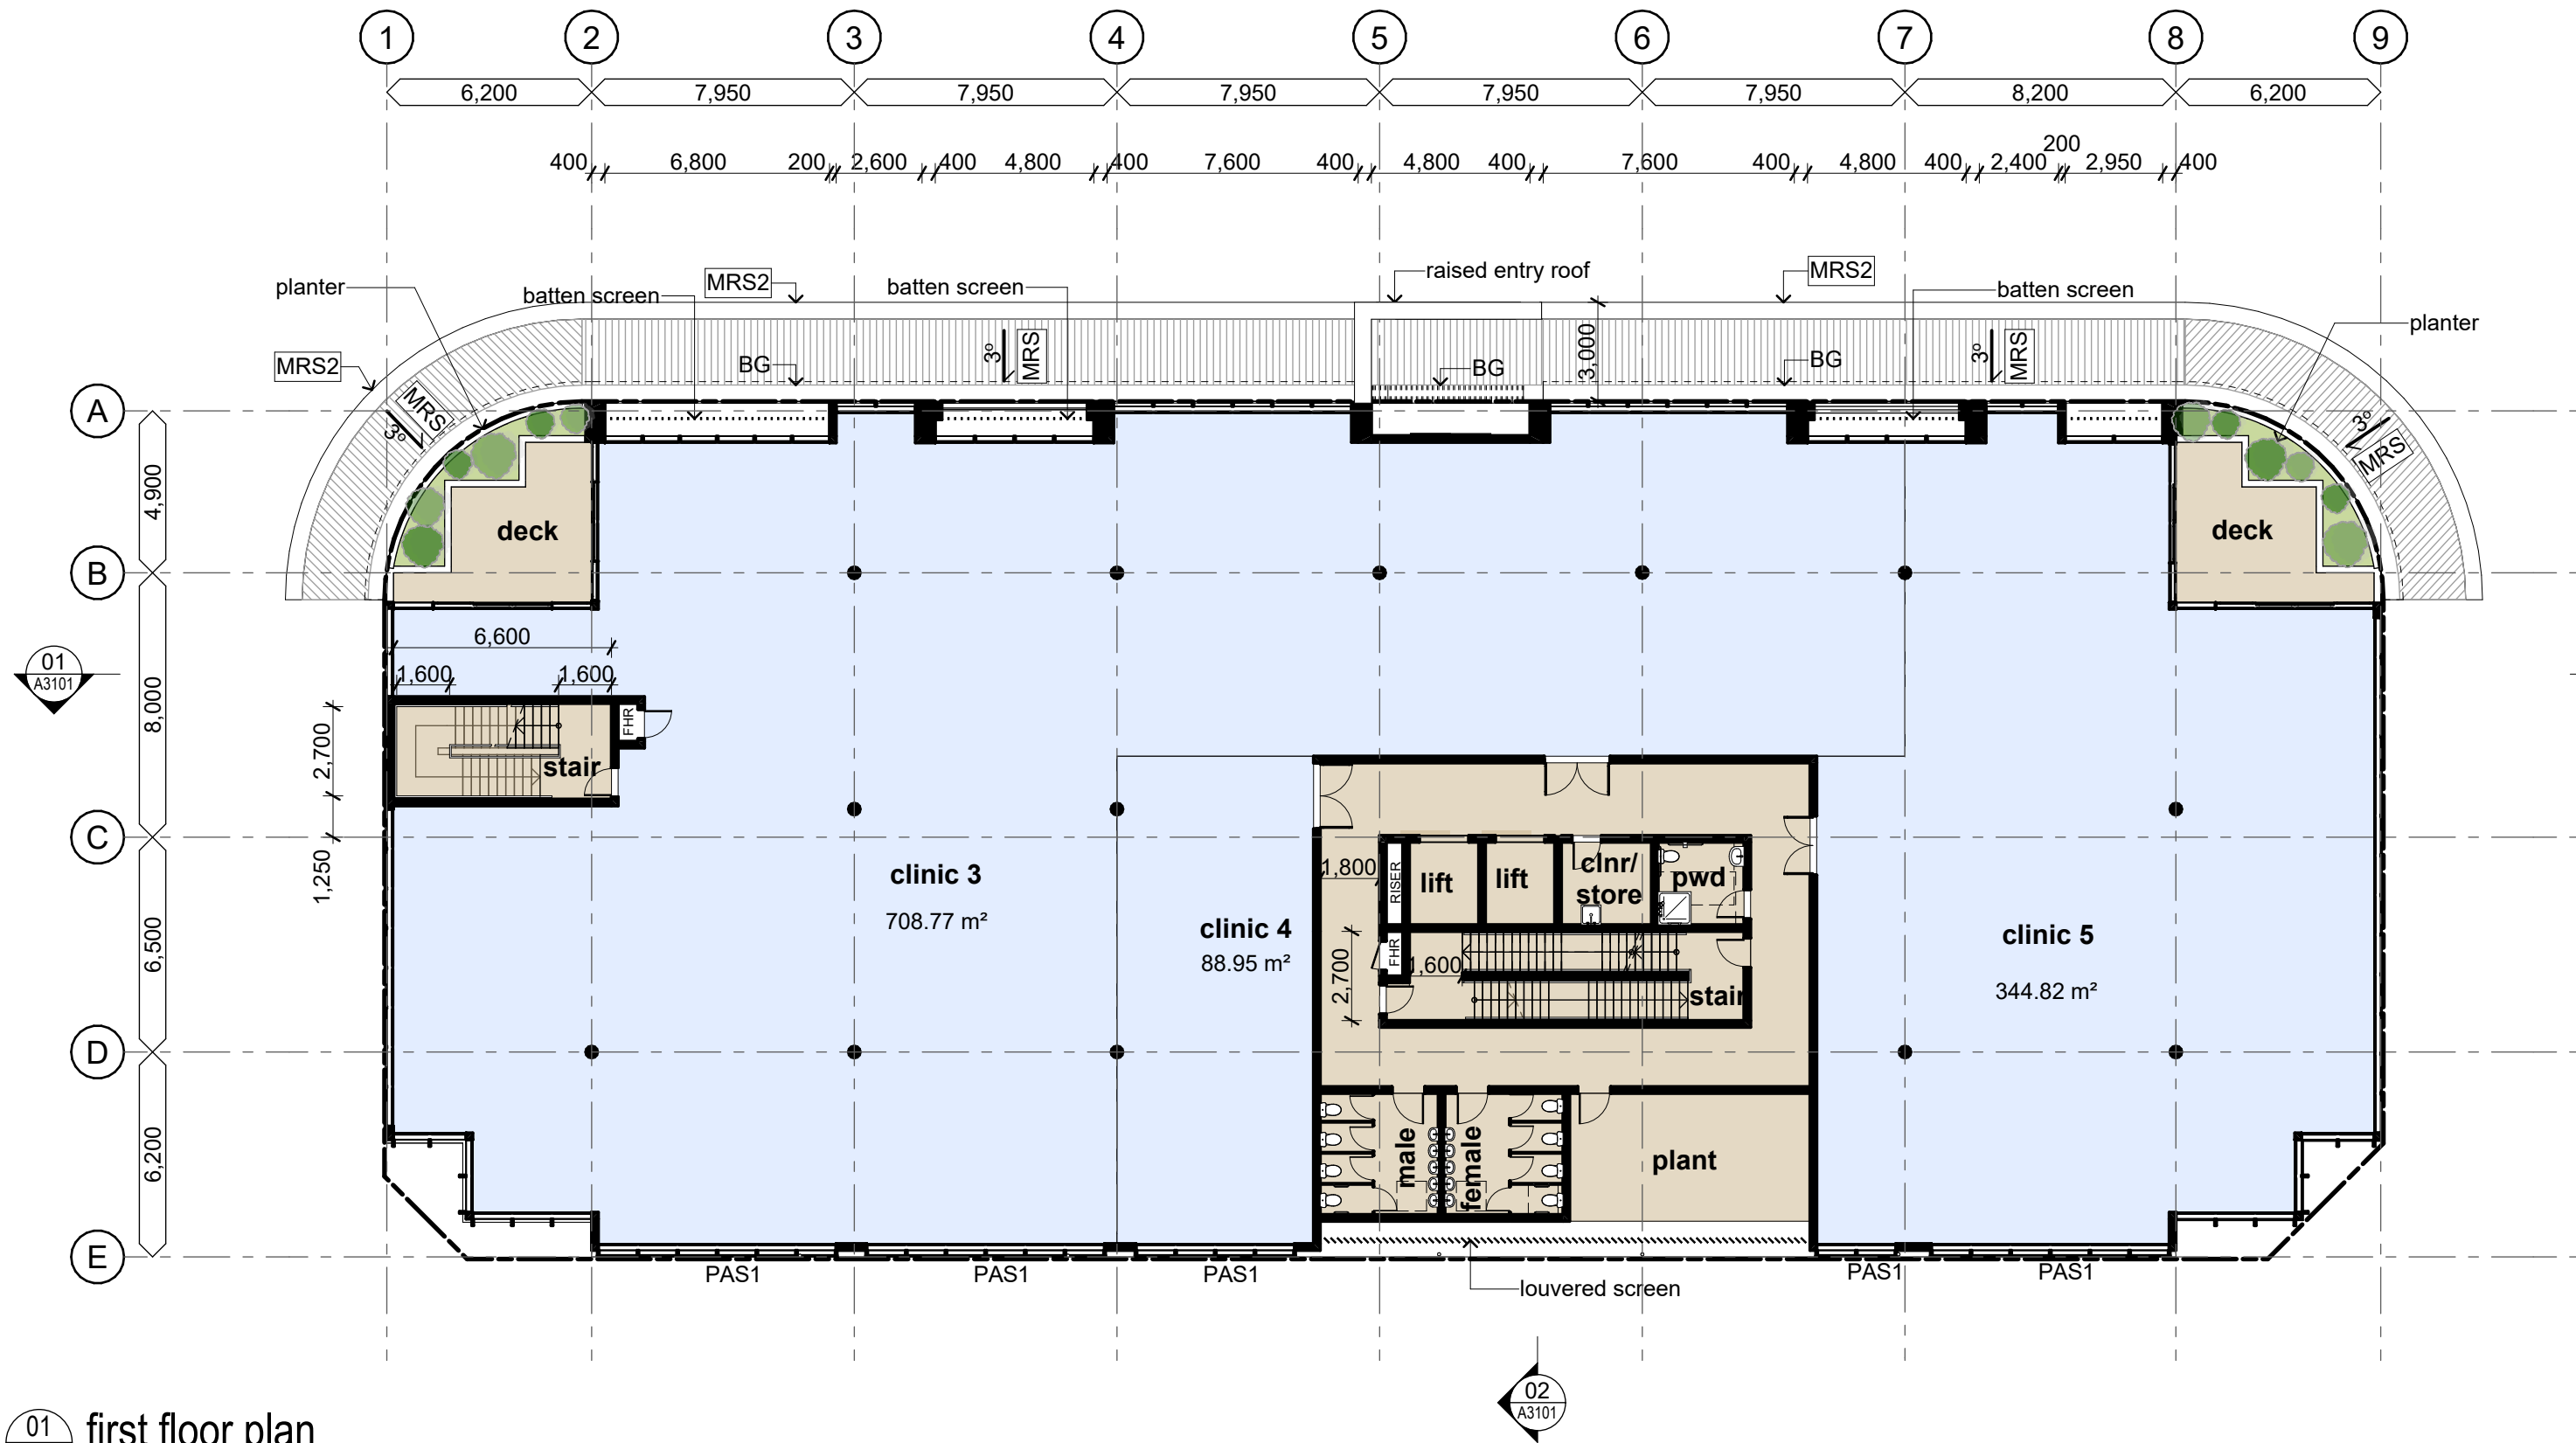 1 2 3 4 5 6 7 8 9
6,200 7,950 7,950 7,950 7,950 7,950 8,200 6,200
200
400 6,800 200 2,600 400 4,800 400 7,600 400 4,800 400 7,600 400 4,800 400 2,400 2,950 400
raised entry roof
MRS2
MRS2
planter
batten screen
batten screen
batten screen
planter
3,000
MRS2
BG
3º
MRS
BG
BG
3º
MRS
MRS
3º
3º
MRS
A
4,900
deck
deck
B
6,600
01
A3101
1,600
1,600
8,000
FHR
2,700
stair
C
1,250
clinic 3
708.77 m²
1,800
RISER
lift
lift
clnr/
store
pwd
clinic 4
88.95 m²
clinic 5
344.82 m²
6,500
2,700
FHR
1,600
stair
D
6,200
male
female
plant
E
PAS1
PAS1
PAS1
PAS1
PAS1
louvered screen
02
A3101
01
first floor plan